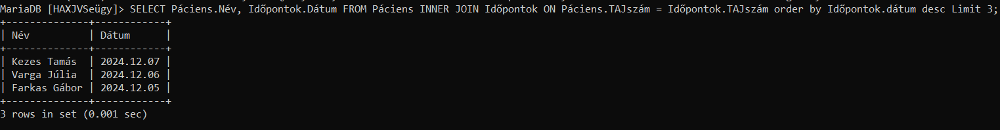 MariaDB [HAXJVSeügy]> SELECT Páciens.Név, Időpontok.Dátum FROM Páciens INNER JOIN Időpontok ON Páciens.TAJszám = Időpontok.TAJszám order by Időpontok.dátum desc Limit 3;
+--------------+------------+
| Név          | Dátum      |
+--------------+------------+
| Kezes Tamás  | 2024.12.07 |
| Varga Júlia  | 2024.12.06 |
| Farkas Gábor | 2024.12.05 |
+--------------+------------+
3 rows in set (0.001 sec)